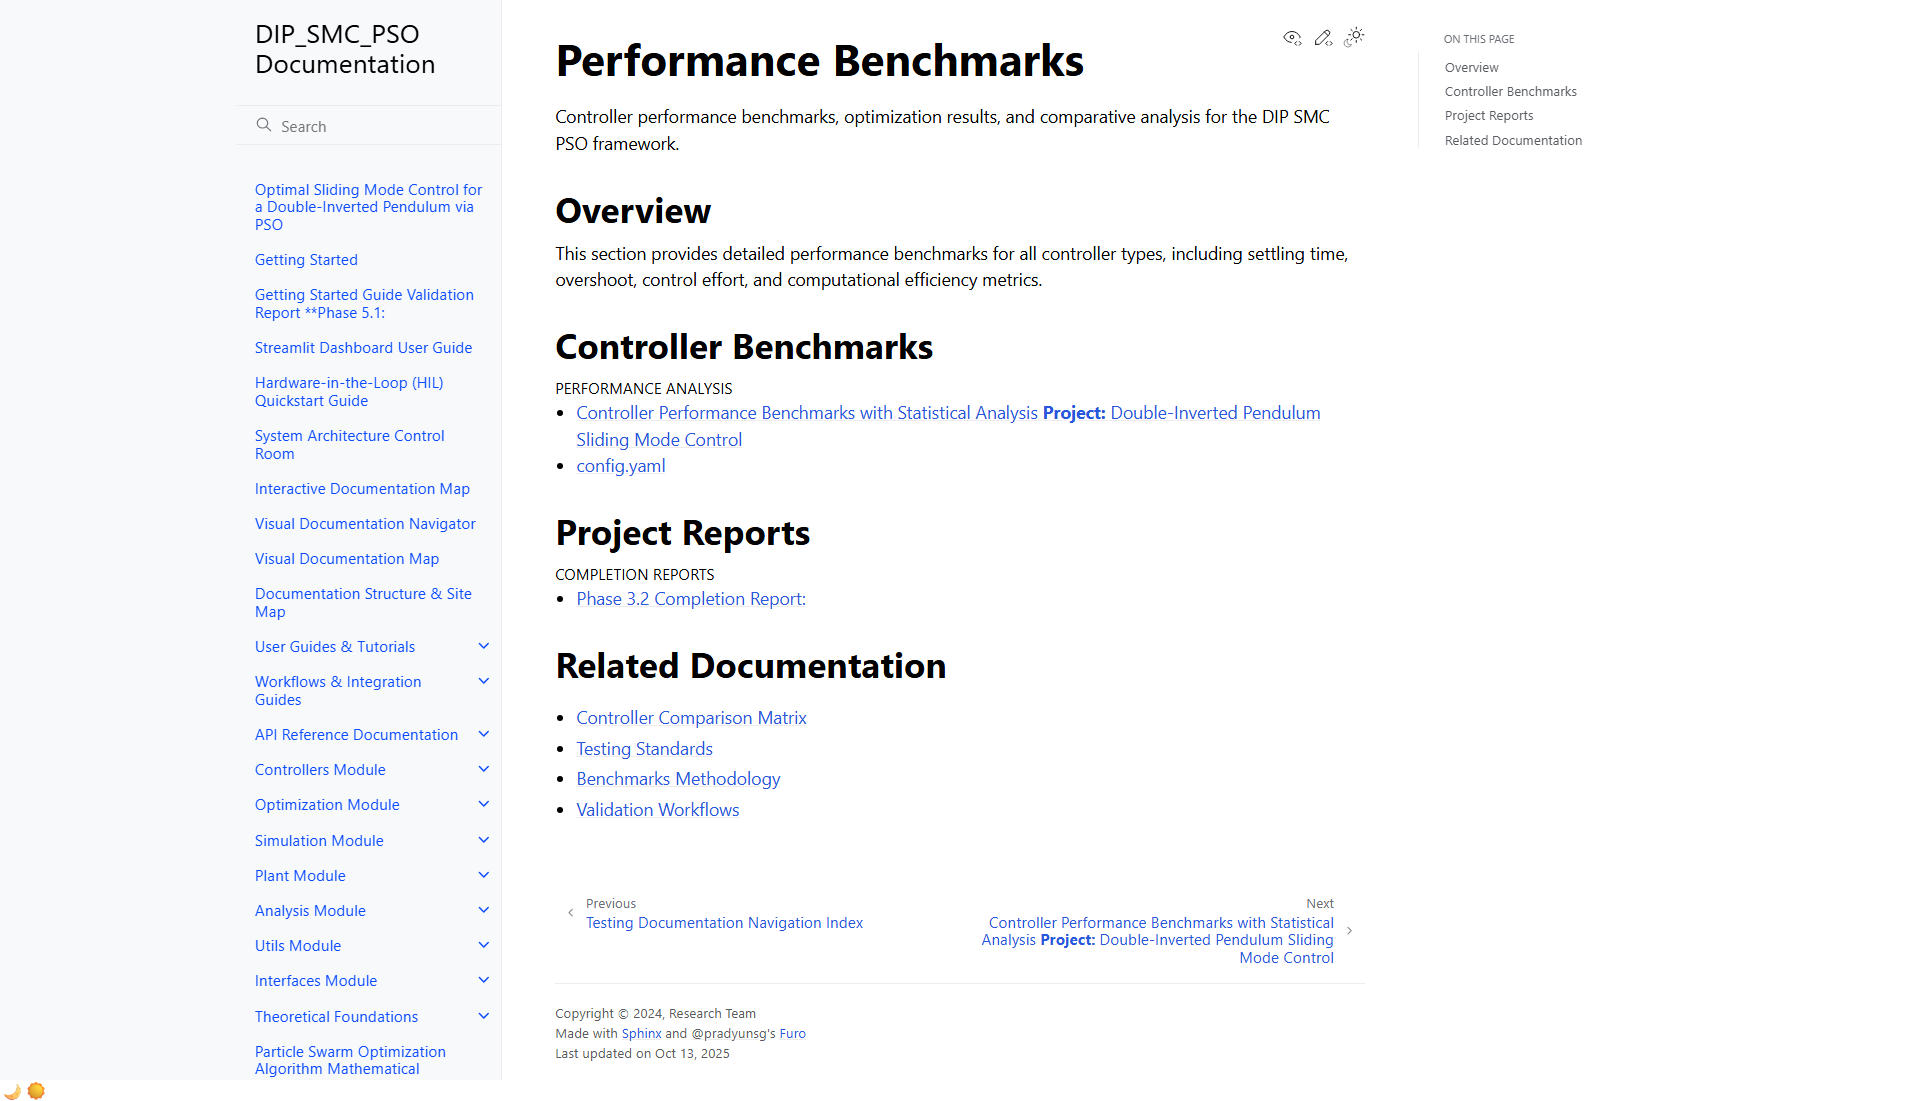 DIP_SMC_PSO
Documentation
Search
Optimal Sliding Mode Control for
a Double-Inverted Pendulum via
PSO
Getting Started
Getting Started Guide Validation
Report **Phase 5.1:
Streamlit Dashboard User Guide
Hardware-in-the-Loop (HIL)
Quickstart Guide
System Architecture Control
Room
Interactive Documentation Map
Visual Documentation Navigator
Visual Documentation Map
Documentation Structure & Site
Map
User Guides & Tutorials
Workflows & Integration
Guides
API Reference Documentation
Controllers Module
Optimization Module
Simulation Module
Plant Module
Analysis Module
Utils Module
Interfaces Module
Theoretical Foundations
Particle Swarm Optimization
Algorithm Mathematical
Performance Benchmarks
Controller performance benchmarks, optimization results, and comparative analysis for the DIP SMC
PSO framework.
Overview
This section provides detailed performance benchmarks for all controller types, including settling time,
overshoot, control effort, and computational efficiency metrics.
Controller Benchmarks
PERFORMANCE ANALYSIS
Controller Performance Benchmarks with Statistical Analysis Project: Double-Inverted Pendulum
Sliding Mode Control
config.yaml
Project Reports
COMPLETION REPORTS
Phase 3.2 Completion Report:
Related Documentation
Controller Comparison Matrix
Testing Standards
Benchmarks Methodology
Validation Workflows
Previous
Testing Documentation Navigation Index
Next
Controller Performance Benchmarks with Statistical
Analysis Project: Double-Inverted Pendulum Sliding
Mode Control
Copyright © 2024, Research Team
Made with Sphinx and @pradyunsg's Furo
Last updated on Oct 13, 2025
ON THIS PAGE
Overview
Controller Benchmarks
Project Reports
Related Documentation